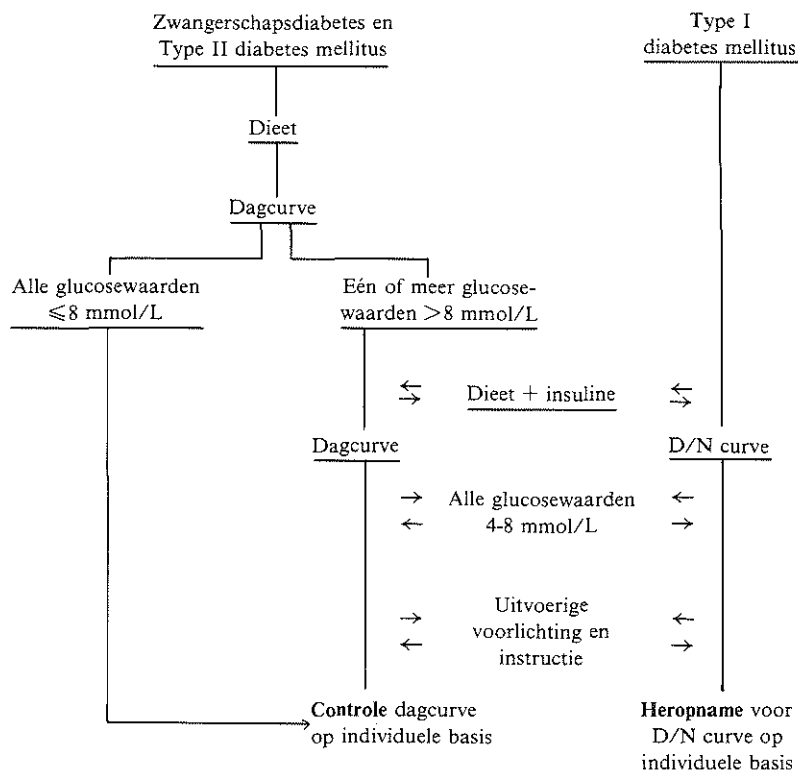 Zwangerschapsdiabetes en
Type II diabetes mellitus
Type I
diabetes mellitus
Dieet
Dagcurve
Alle glucosewaarden
⩽8 mmol/L
Eén of meer glucose-
waarden >8 mmol/L
Dieet + insuline
Dagcurve
D/N curve
Alle glucosewaarden
4-8 mmol/L
Uitvoerige
voorlichting en
instructie
Controle dagcurve
op individuele basis
Heropname voor
D/N curve op
individuele basis